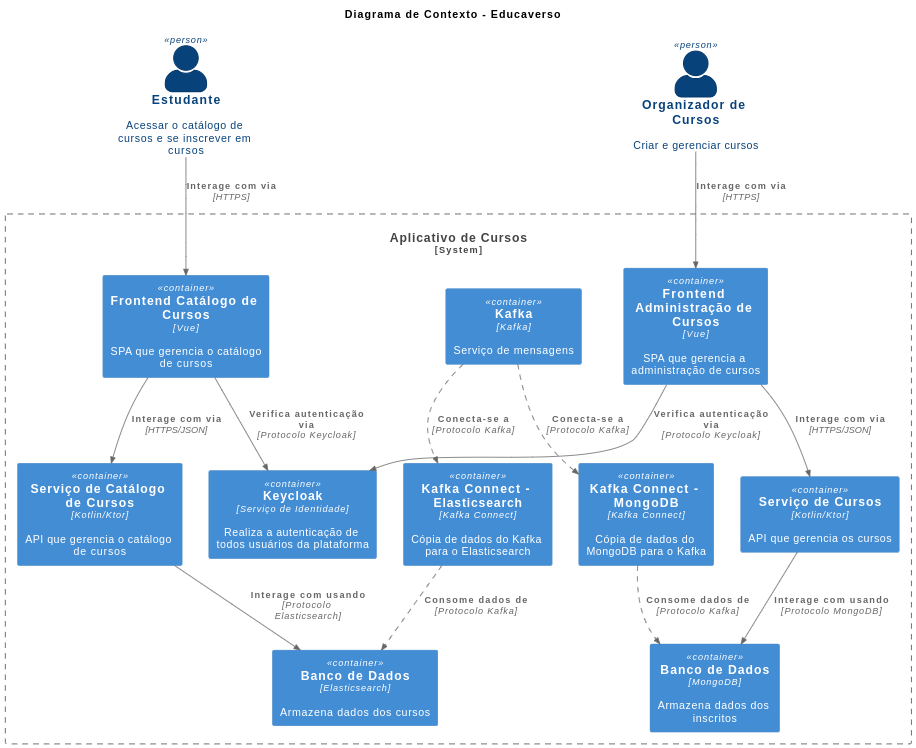 Diagrama de Contexto - Educaverso
«person»
Estudante
Acessar o catálogo de
cursos e se inscrever em
cursos
«person»
Organizador de
Cursos
Criar e gerenciar cursos
Interage com via
[HTTPS]
Interage com via
[HTTPS]
Aplicativo de Cursos
[System]
«container»
Frontend Catálogo de
Cursos
[Vue]
SPA que gerencia o catálogo
de cursos
«container»
Kafka
[Kafka]
Serviço de mensagens
«container»
Frontend
Administração de
Cursos
[Vue]
SPA que gerencia a
administração de cursos
Interage com via
[HTTPS/JSON]
Verifica autenticação
via
[Protocolo Keycloak]
Conecta-se a
[Protocolo Kafka]
Conecta-se a
[Protocolo Kafka]
Verifica autenticação
via
[Protocolo Keycloak]
Interage com via
[HTTPS/JSON]
«container»
Serviço de Catálogo
de Cursos
[Kotlin/Ktor]
API que gerencia o catálogo
de cursos
«container»
Keycloak
[Serviço de Identidade]
Realiza a autenticação de
todos usuários da plataforma
«container»
Kafka Connect -
Elasticsearch
[Kafka Connect]
Cópia de dados do Kafka
para o Elasticsearch
«container»
Kafka Connect -
MongoDB
[Kafka Connect]
Cópia de dados do
MongoDB para o Kafka
«container»
Serviço de Cursos
[Kotlin/Ktor]
API que gerencia os cursos
Interage com usando
[Protocolo
Elasticsearch]
Consome dados de
[Protocolo Kafka]
Consome dados de
[Protocolo Kafka]
Interage com usando
[Protocolo MongoDB]
«container»
Banco de Dados
[Elasticsearch]
Armazena dados dos cursos
«container»
Banco de Dados
[MongoDB]
Armazena dados dos
inscritos